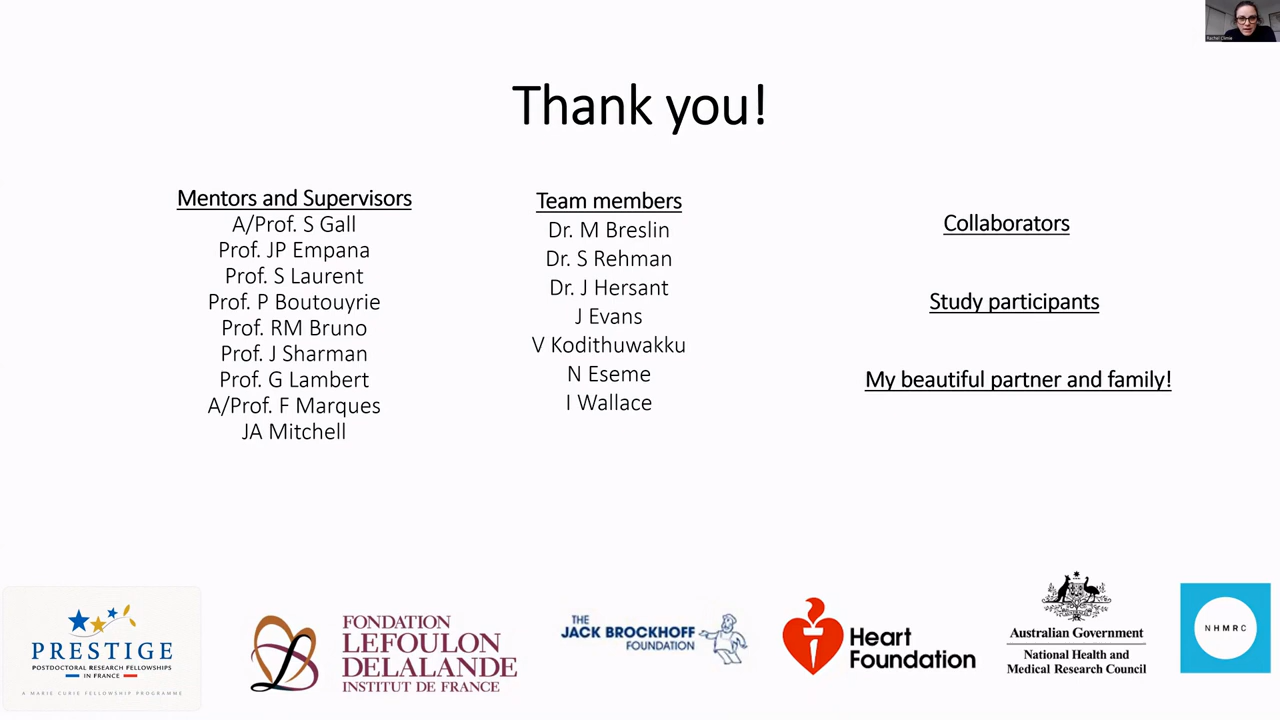 Rachel Climie
Thank you!
Mentors and Supervisors
A/Prof. S Gall
Prof. JP Empana
Prof. S Laurent
Prof. P Boutouyrie
Prof. RM Bruno
Prof. J Sharman
Prof. G Lambert
A/Prof. F Marques
JA Mitchell
Team members
Dr. M Breslin
Dr. S Rehman
Dr. J Hersant
J Evans
V Kodithuwakku
N Eseme
I Wallace
Collaborators
Study participants
My beautiful partner and family!
PRESTIGE
POSTDOCTORAL RESEARCH FELLOWSHIPS
IN FRANCE
A MARIE CURIE FELLOWSHIP PROGRAMME
FONDATION
LEFOULON
DELALANDE
INSTITUT DE FRANCE
THE
JACK BROCKHOFF
FOUNDATION
Heart
Foundation
Australian Government
National Health and
Medical Research Council
NHMRC